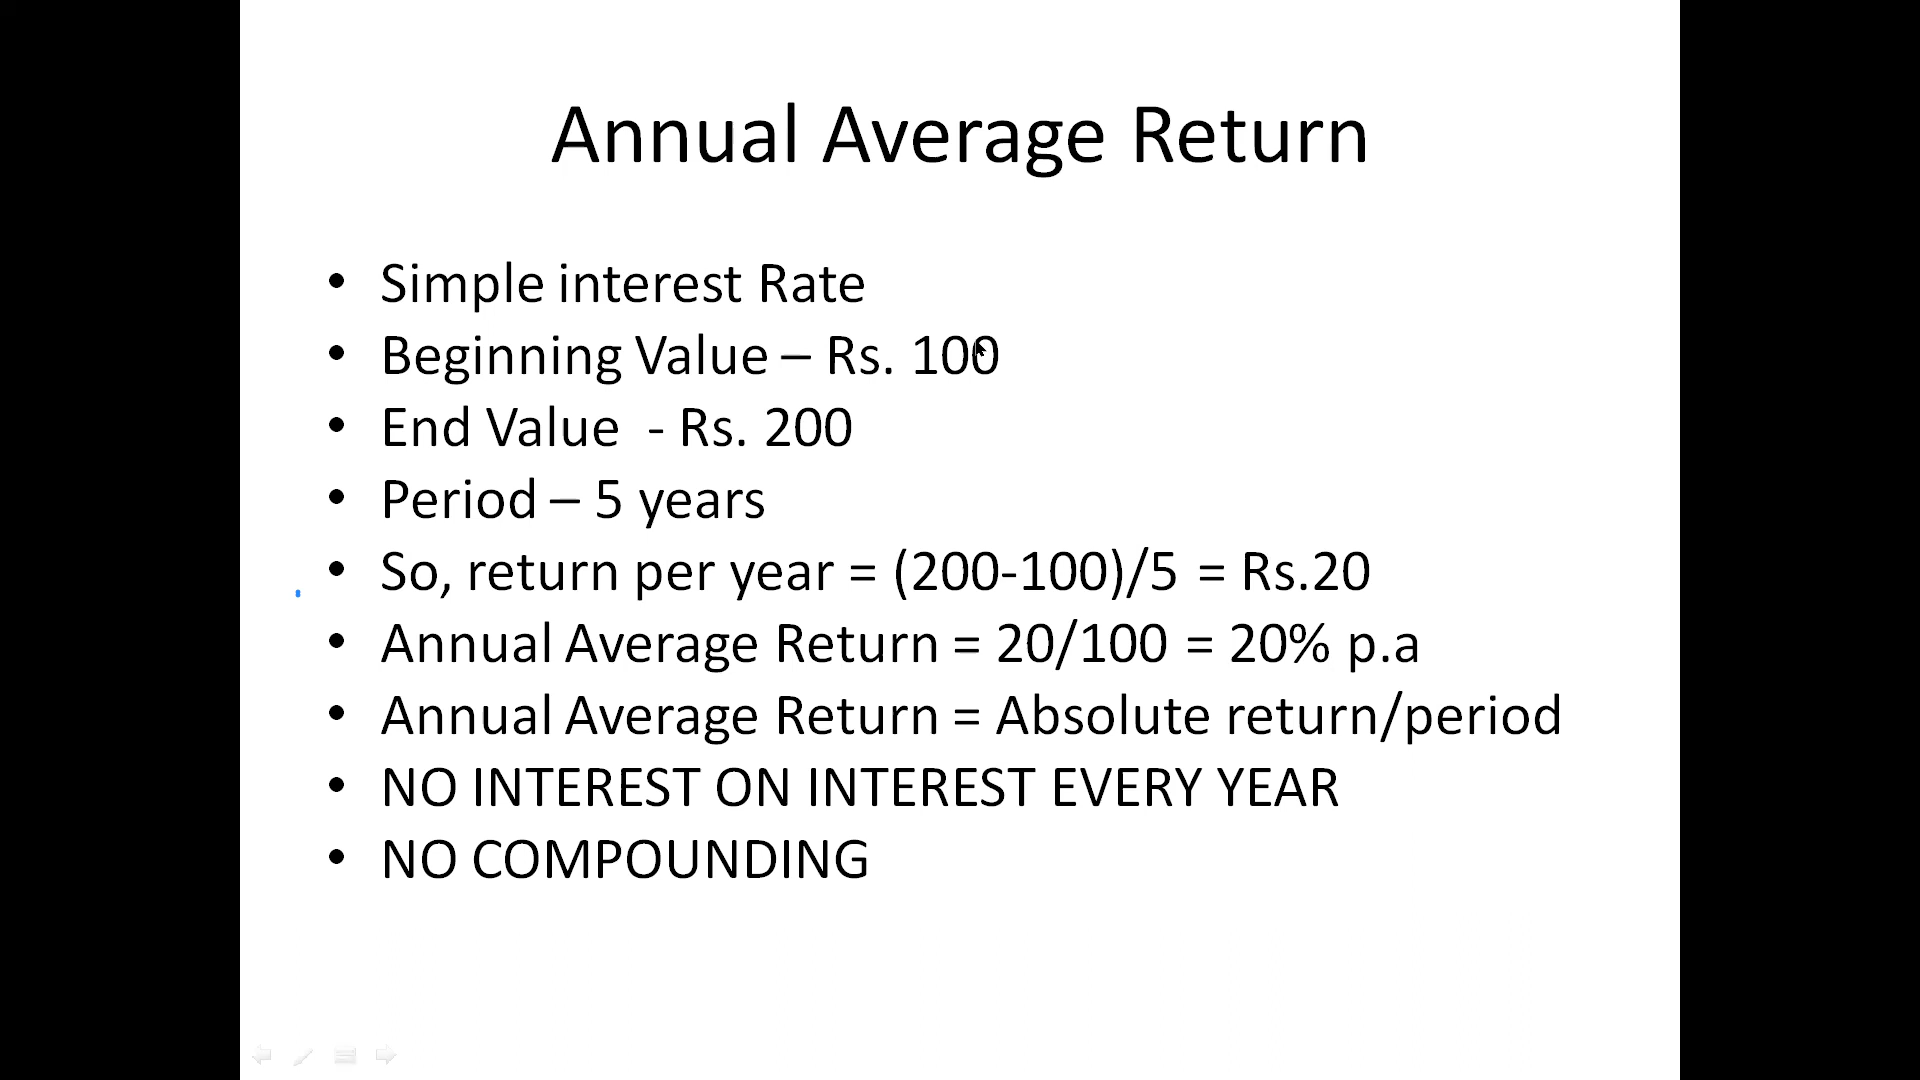 Annual Average Return
• Simple interest Rate
• Beginning Value – Rs. 100
• End Value  - Rs. 200
• Period – 5 years
• So, return per year = (200-100)/5 = Rs.20
• Annual Average Return = 20/100 = 20% p.a
• Annual Average Return = Absolute return/period
• NO INTEREST ON INTEREST EVERY YEAR
• NO COMPOUNDING